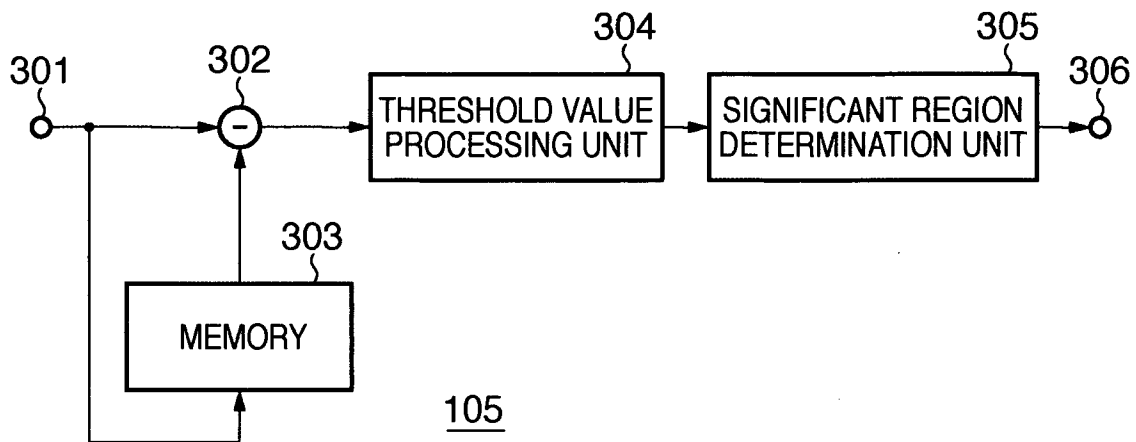 301
302
304
305
306
-
THRESHOLD VALUE
PROCESSING UNIT
SIGNIFICANT REGION
DETERMINATION UNIT
303
MEMORY
105